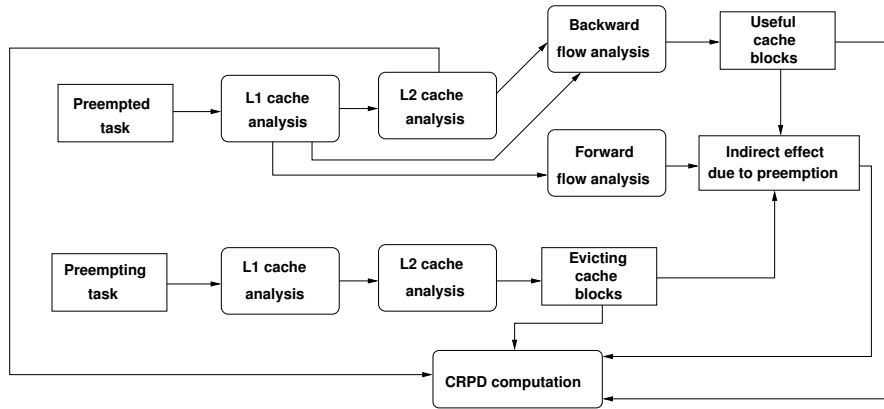 Backward
flow analysis
Useful
cache
blocks
Preempted
task
L1 cache
analysis
L2 cache
analysis
Forward
flow analysis
Indirect effect
due to preemption
Preempting
task
L1 cache
analysis
L2 cache
analysis
Evicting
cache
blocks
CRPD computation